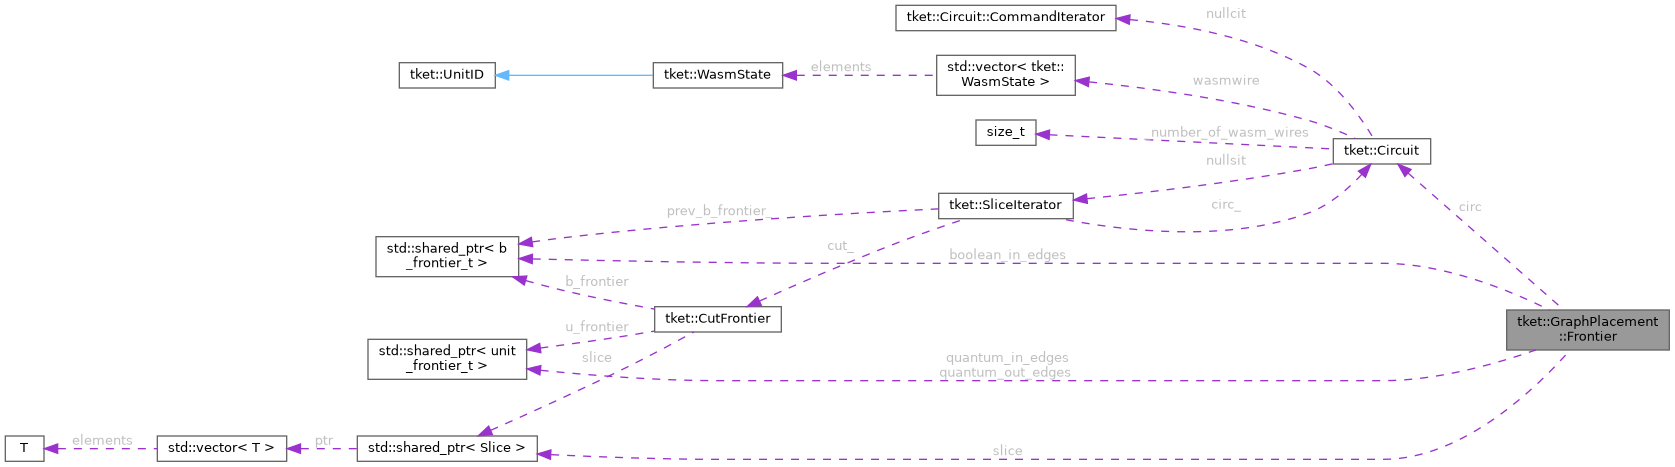 tket::Circuit::CommandIterator
nullcit
tket::UnitID
tket::WasmState
elements
std::vector< tket::
WasmState >
wasmwire
size_t
_number_of_wasm_wires
tket::Circuit
nullsit
tket::SliceIterator
circ_
circ
prev_b_frontier_
std::shared_ptr< b
_frontier_t >
cut_
boolean_in_edges
b_frontier
tket::CutFrontier
tket::GraphPlacement
::Frontier
u_frontier
std::shared_ptr< unit
_frontier_t >
slice
quantum_in_edges
quantum_out_edges
T
elements
std::vector< T >
ptr
std::shared_ptr< Slice >
slice